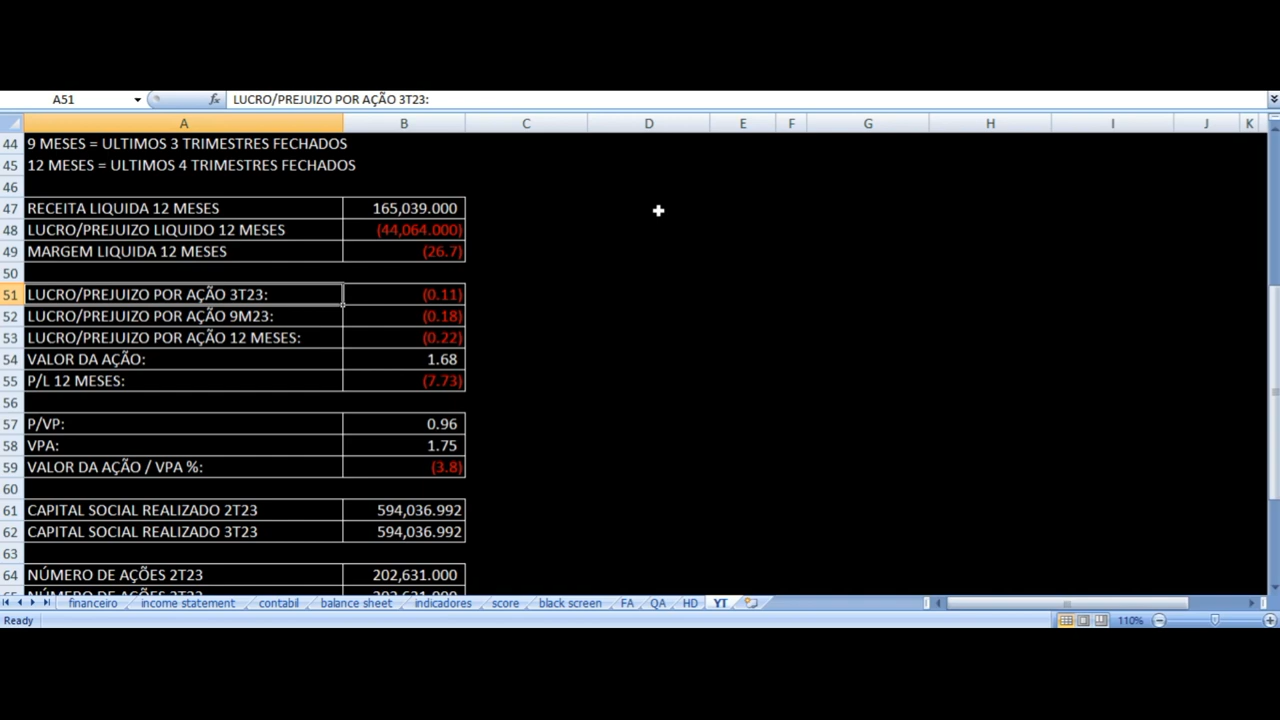 A51 fx LUCRO/PREJUIZO POR AÇÃO 3T23:
A B C D E F G H I J K
44 9 MESES = ULTIMOS 3 TRIMESTRES FECHADOS
45 12 MESES = ULTIMOS 4 TRIMESTRES FECHADOS
46
47 RECEITA LIQUIDA 12 MESES 165,039.000
48 LUCRO/PREJUIZO LIQUIDO 12 MESES (44,064.000)
49 MARGEM LIQUIDA 12 MESES (26.7)
50
51 LUCRO/PREJUIZO POR AÇÃO 3T23: (0.11)
52 LUCRO/PREJUIZO POR AÇÃO 9M23: (0.18)
53 LUCRO/PREJUIZO POR AÇÃO 12 MESES: (0.22)
54 VALOR DA AÇÃO: 1.68
55 P/L 12 MESES: (7.73)
56
57 P/VP: 0.96
58 VPA: 1.75
59 VALOR DA AÇÃO / VPA %: (3.8)
60
61 CAPITAL SOCIAL REALIZADO 2T23 594,036.992
62 CAPITAL SOCIAL REALIZADO 3T23 594,036.992
63
64 NÚMERO DE AÇÕES 2T23 202,631.000
financeiro income statement contabil balance sheet indicadores score black screen FA QA HD YT
Ready 110%